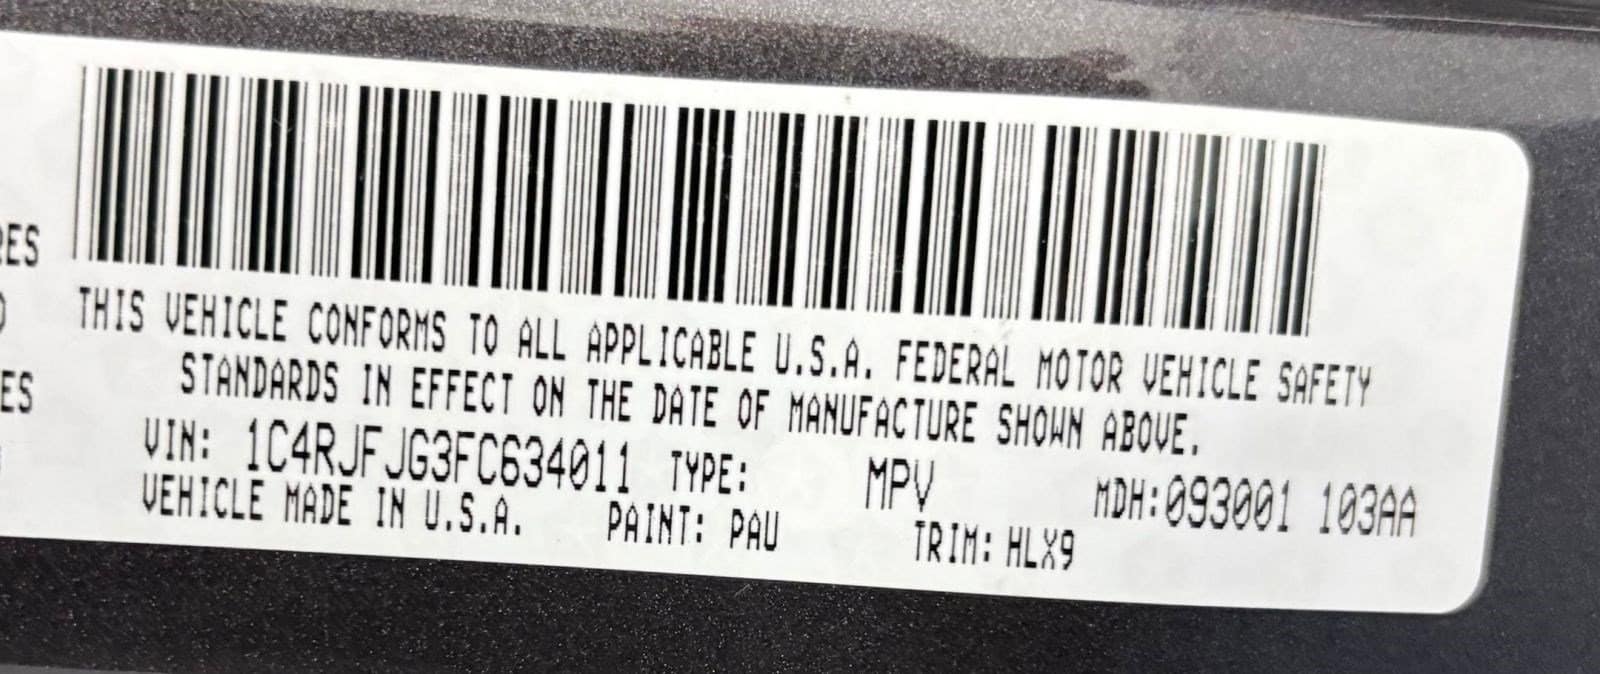 RES
ES
THIS VEHICLE CONFORMS TO ALL APPLICABLE U.S.A. FEDERAL MOTOR VEHICLE SAFETY
STANDARDS IN EFFECT ON THE DATE OF MANUFACTURE SHOWN ABOVE.
VIN: 1C4RJFJG3FC634011 TYPE: MPV MDH:093001 103AA
VEHICLE MADE IN U.S.A. PAINT: PAU TRIM: HLX9